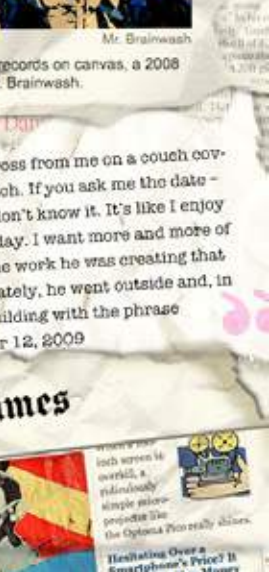 Mr. Brainwash
records on canvas, a 2008
. Brainwash.
Dan
oss from me on a couch cov-
ch. If you ask me the date –
don't know it. It's like I enjoy
day. I want more and more of
e work he was creating that
ately, he went outside and, in
uilding with the phrase
r 12, 2009
imes
inch screen is
overkill, a
ridiculously
simple micro-
projector like
the Optoma Pico really shines.
Hesitating Over a
Smartphone's Price? It
Money